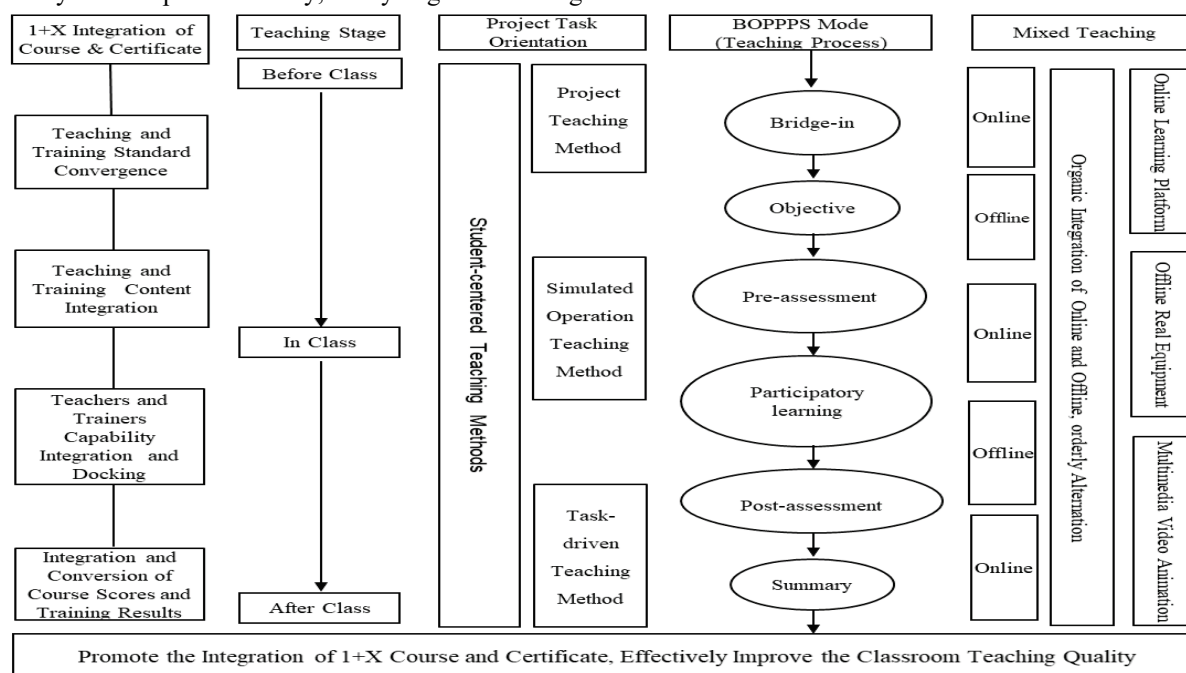 1+X Integration of
Course & Certificate
Teaching and
Training Standard
Convergence
Teaching and
Training Content
Integration
Teachers and
Trainers
Capability
Integration and
Docking
Integration and
Conversion of
Course Scores and
Training Results
Teaching Stage
Before Class
In Class
After Class
Project Task
Orientation
Student-centered Teaching Methods
Project
Teaching
Method
Simulated
Operation
Teaching
Method
Task-
driven
Teaching
Method
BOPPPS Mode
(Teaching Process)
Bridge-in
Objective
Pre-assessment
Participatory
learning
Post-assessment
Summary
Mixed Teaching
Online
Offline
Online
Offline
Online
Organic Integration of Online and Offline, orderly Alternation
Online Learning Platform
Offline Real Equipment
Multimedia Video Animation
Promote the Integration of 1+X Course and Certificate, Effectively Improve the Classroom Teaching Quality